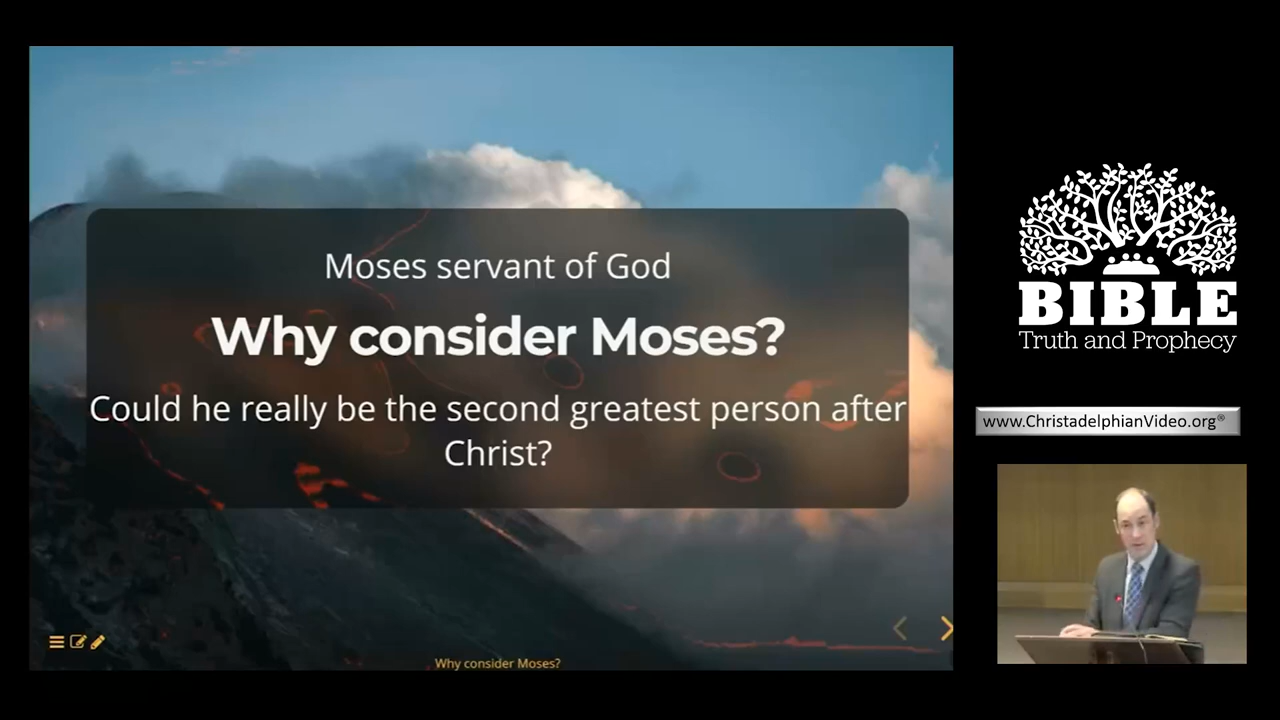 Moses servant of God
Why consider Moses?
Could he really be the second greatest person after
Christ?
Why consider Moses?
BIBLE
Truth and Prophecy
www.ChristadelphianVideo.org®